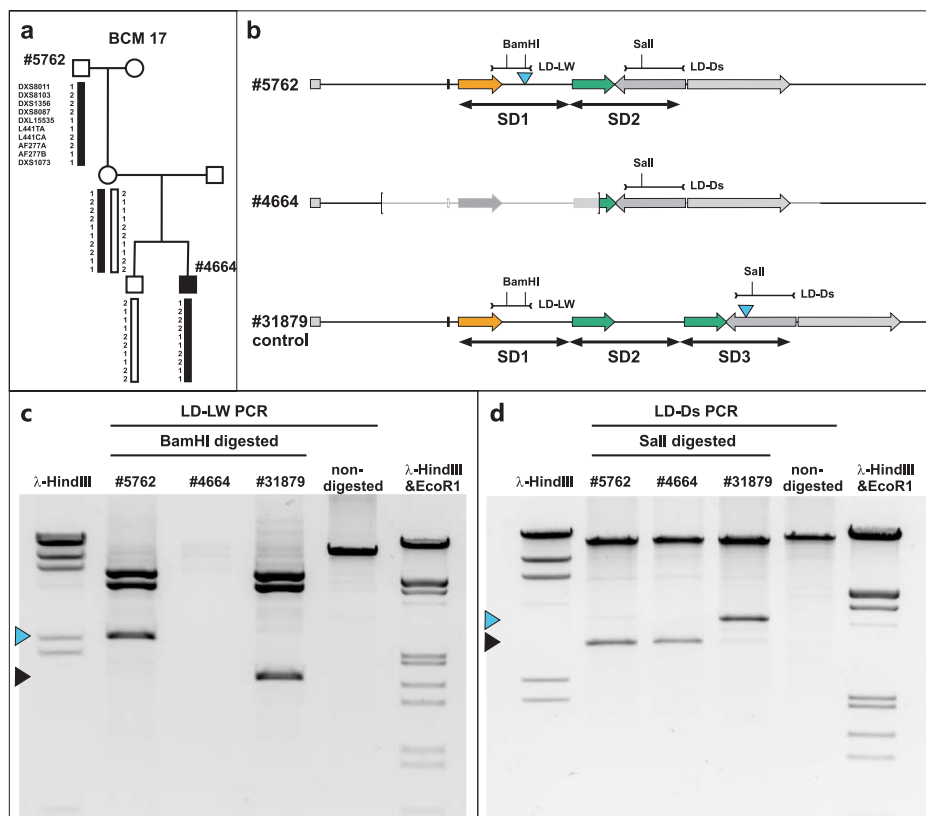 a
BCM 17
#5762
DXS8011 1
DXS8103 2
DXS1356 2
DXS8087 2
DXL15535 1
L441TA 1
L441CA 2
AF277A 2
AF277B 1
DXS1073 1
#4664
b
BamHI
SalI
LD-LW
LD-Ds
#5762
SD1
SD2
SalI
LD-Ds
#4664
BamHI
SalI
LD-LW
LD-Ds
#31879
control
SD1
SD2
SD3
c
LD-LW PCR
BamHI digested
λ-HindIII
#5762
#4664
#31879
non-
digested
λ-HindIII
&EcoR1
d
LD-Ds PCR
SalI digested
λ-HindIII
#5762
#4664
#31879
non-
digested
λ-HindIII
&EcoR1